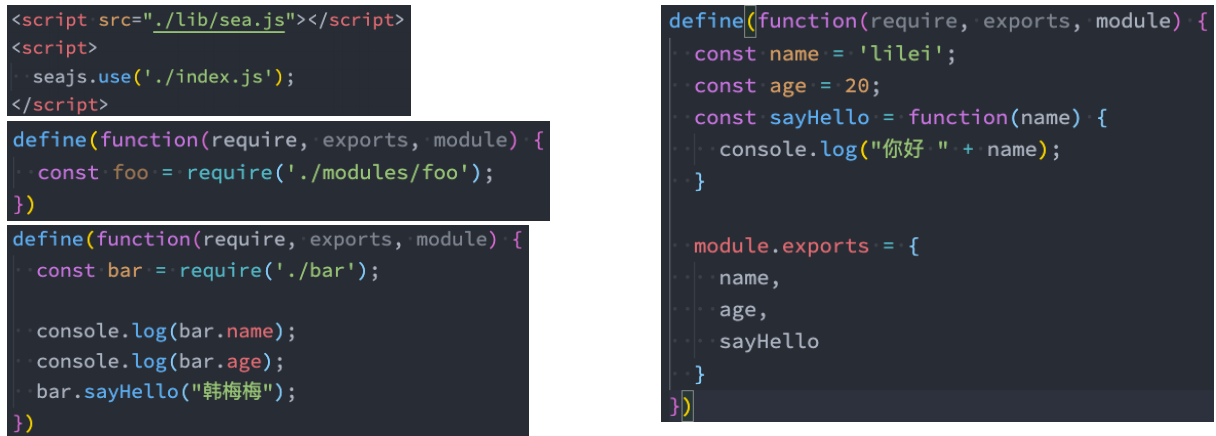 <script src="./lib/sea.js"></script>
<script>
  seajs.use('./index.js');
</script>
define(function(require, exports, module) {
  const foo = require('./modules/foo');
})
define(function(require, exports, module) {
  const bar = require('./bar');

  console.log(bar.name);
  console.log(bar.age);
  bar.sayHello("韩梅梅");
})
define(function(require, exports, module) {
  const name = 'lilei';
  const age = 20;
  const sayHello = function(name) {
    console.log("你好 " + name);
  }

  module.exports = {
    name,
    age,
    sayHello
  }
})